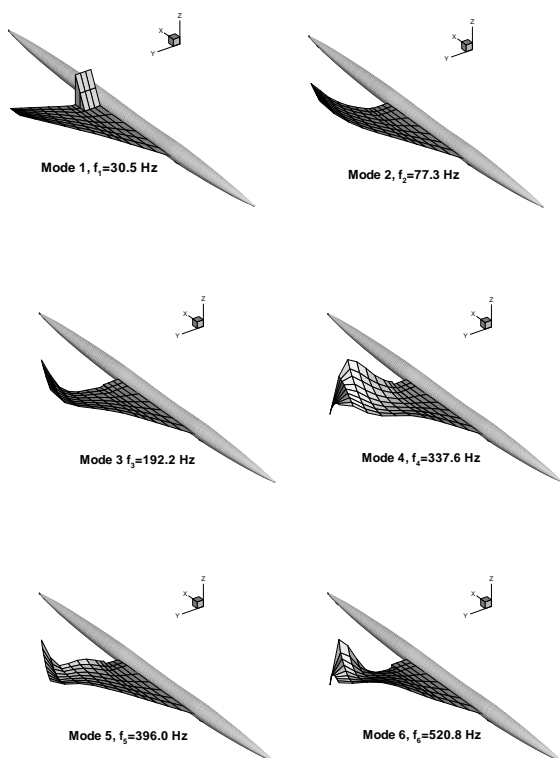 Z
X
Y
Mode 1, f₁=30.5 Hz
Z
X
Y
Mode 2, f₂=77.3 Hz
Z
X
Y
Mode 3 f₃=192.2 Hz
Z
X
Y
Mode 4, f₄=337.6 Hz
Z
X
Y
Mode 5, f₅=396.0 Hz
Z
X
Y
Mode 6, f₆=520.8 Hz